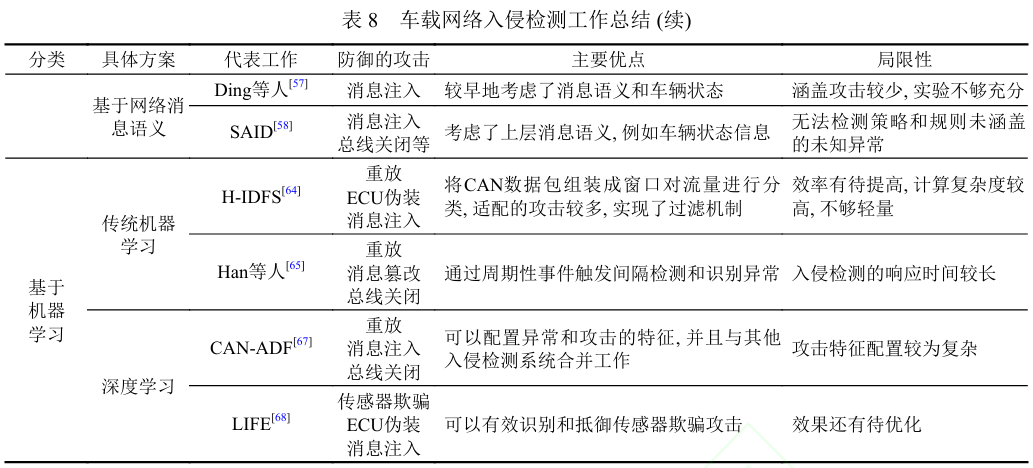 表 8 车载网络入侵检测工作总结 (续)
分类 具体方案 代表工作 防御的攻击 主要优点 局限性
基于网络消
息语义
Ding等人[57] 消息注入 较早地考虑了消息语义和车辆状态 涵盖攻击较少, 实验不够充分
SAID[58]
消息注入
总线关闭等
考虑了上层消息语义, 例如车辆状态信息
无法检测策略和规则未涵盖
的未知异常
基于
机器
学习
传统机器
学习
H-IDFS[64]
重放
ECU伪装
消息注入
将CAN数据包组装成窗口对流量进行分
类, 适配的攻击较多, 实现了过滤机制
效率有待提高, 计算复杂度较
高, 不够轻量
Han等人[65]
重放
消息篡改
总线关闭
通过周期性事件触发间隔检测和识别异常
入侵检测的响应时间较长
深度学习
CAN-ADF[67]
重放
消息注入
总线关闭
可以配置异常和攻击的特征, 并且与其他
入侵检测系统合并工作
攻击特征配置较为复杂
LIFE[68]
传感器欺骗
ECU伪装
消息注入
可以有效识别和抵御传感器欺骗攻击
效果还有待优化